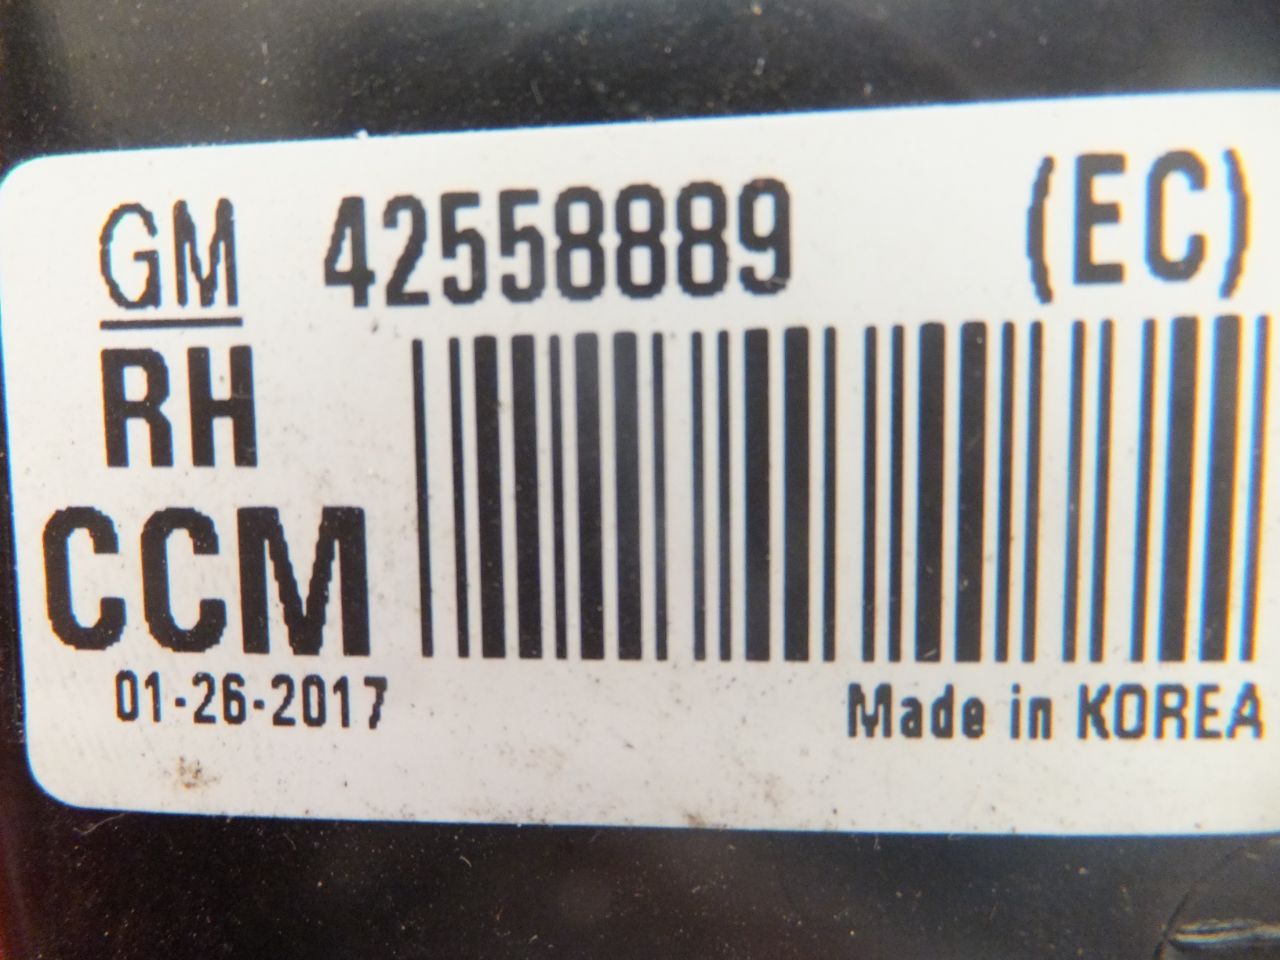 GM 42558889 (EC)
RH
CCM
01-26-2017
Made in KOREA